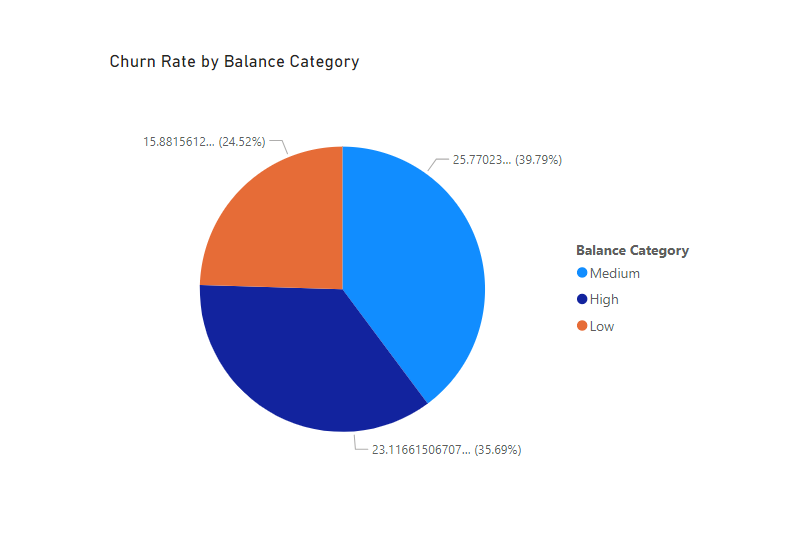 Churn Rate by Balance Category
15.8815612... (24.52%)
25.77023... (39.79%)
23.11661506707... (35.69%)
Balance Category
Medium
High
Low